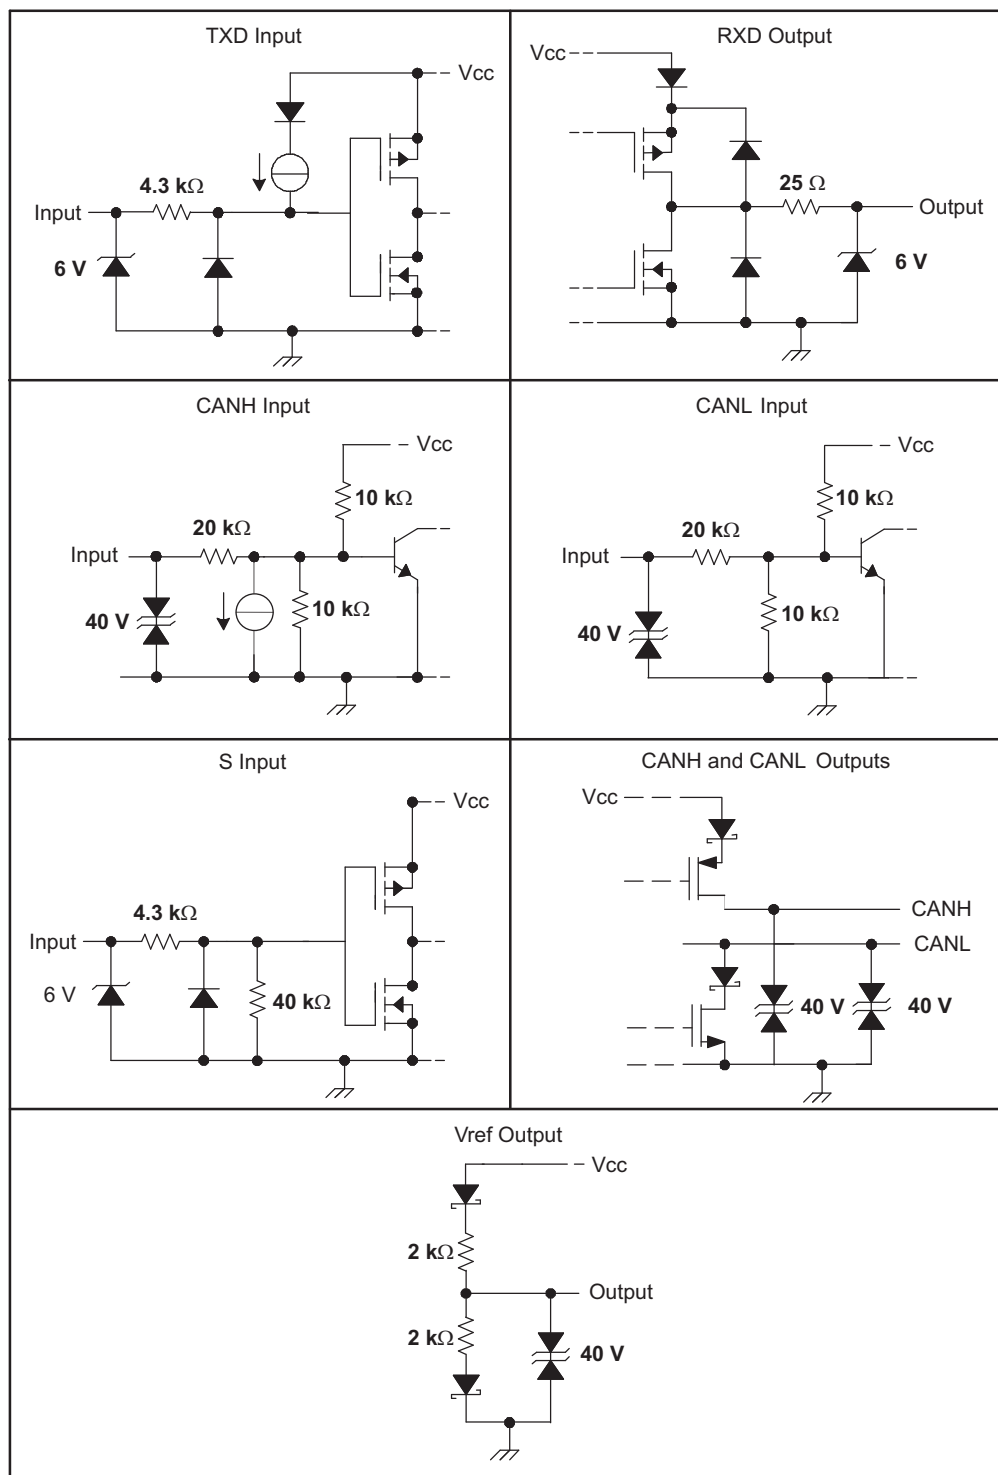 TXD Input
Vcc
4.3 kΩ
Input
6 V
RXD Output
Vcc
25 Ω
Output
6 V
CANH Input
Vcc
10 kΩ
20 kΩ
Input
10 kΩ
40 V
CANL Input
Vcc
10 kΩ
20 kΩ
Input
10 kΩ
40 V
S Input
Vcc
4.3 kΩ
Input
6 V
40 kΩ
CANH and CANL Outputs
Vcc
CANH
CANL
40 V
40 V
Vref Output
Vcc
2 kΩ
Output
2 kΩ
40 V